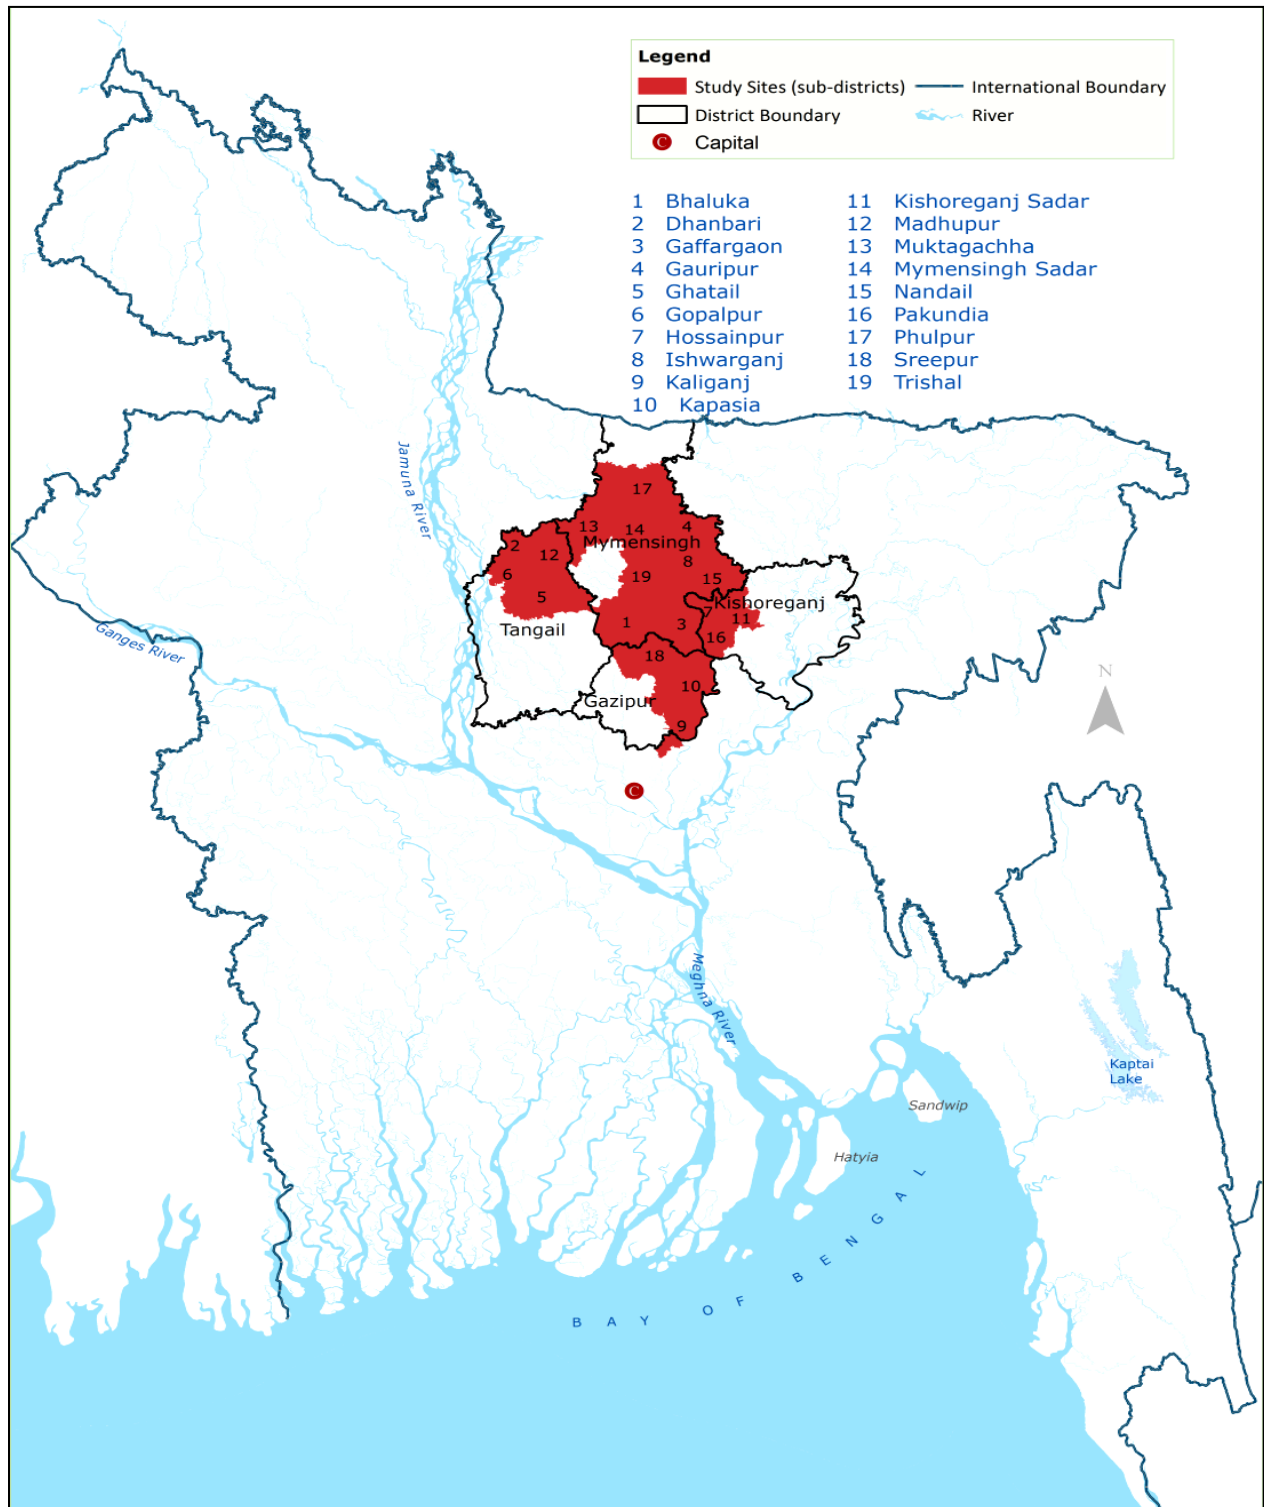 Legend
Study Sites (sub-districts)
International Boundary
District Boundary
River
C
Capital
1 Bhaluka
2 Dhanbari
3 Gaffargaon
4 Gauripur
5 Ghatail
6 Gopalpur
7 Hossainpur
8 Ishwarganj
9 Kaliganj
10 Kapasia
11 Kishoreganj Sadar
12 Madhupur
13 Muktagachha
14 Mymensingh Sadar
15 Nandail
16 Pakundia
17 Phulpur
18 Sreepur
19 Trishal
Jamuna River
17
13
14
4
Mymensingh
2
12
8
6
19
15
5
Kishoreganj
7
11
1
3
Tangail
16
Ganges River
18
10
Gazipur
9
N
C
Meghna River
Kaptai
Lake
Sandwip
Hatyia
BAY OF BENGAL